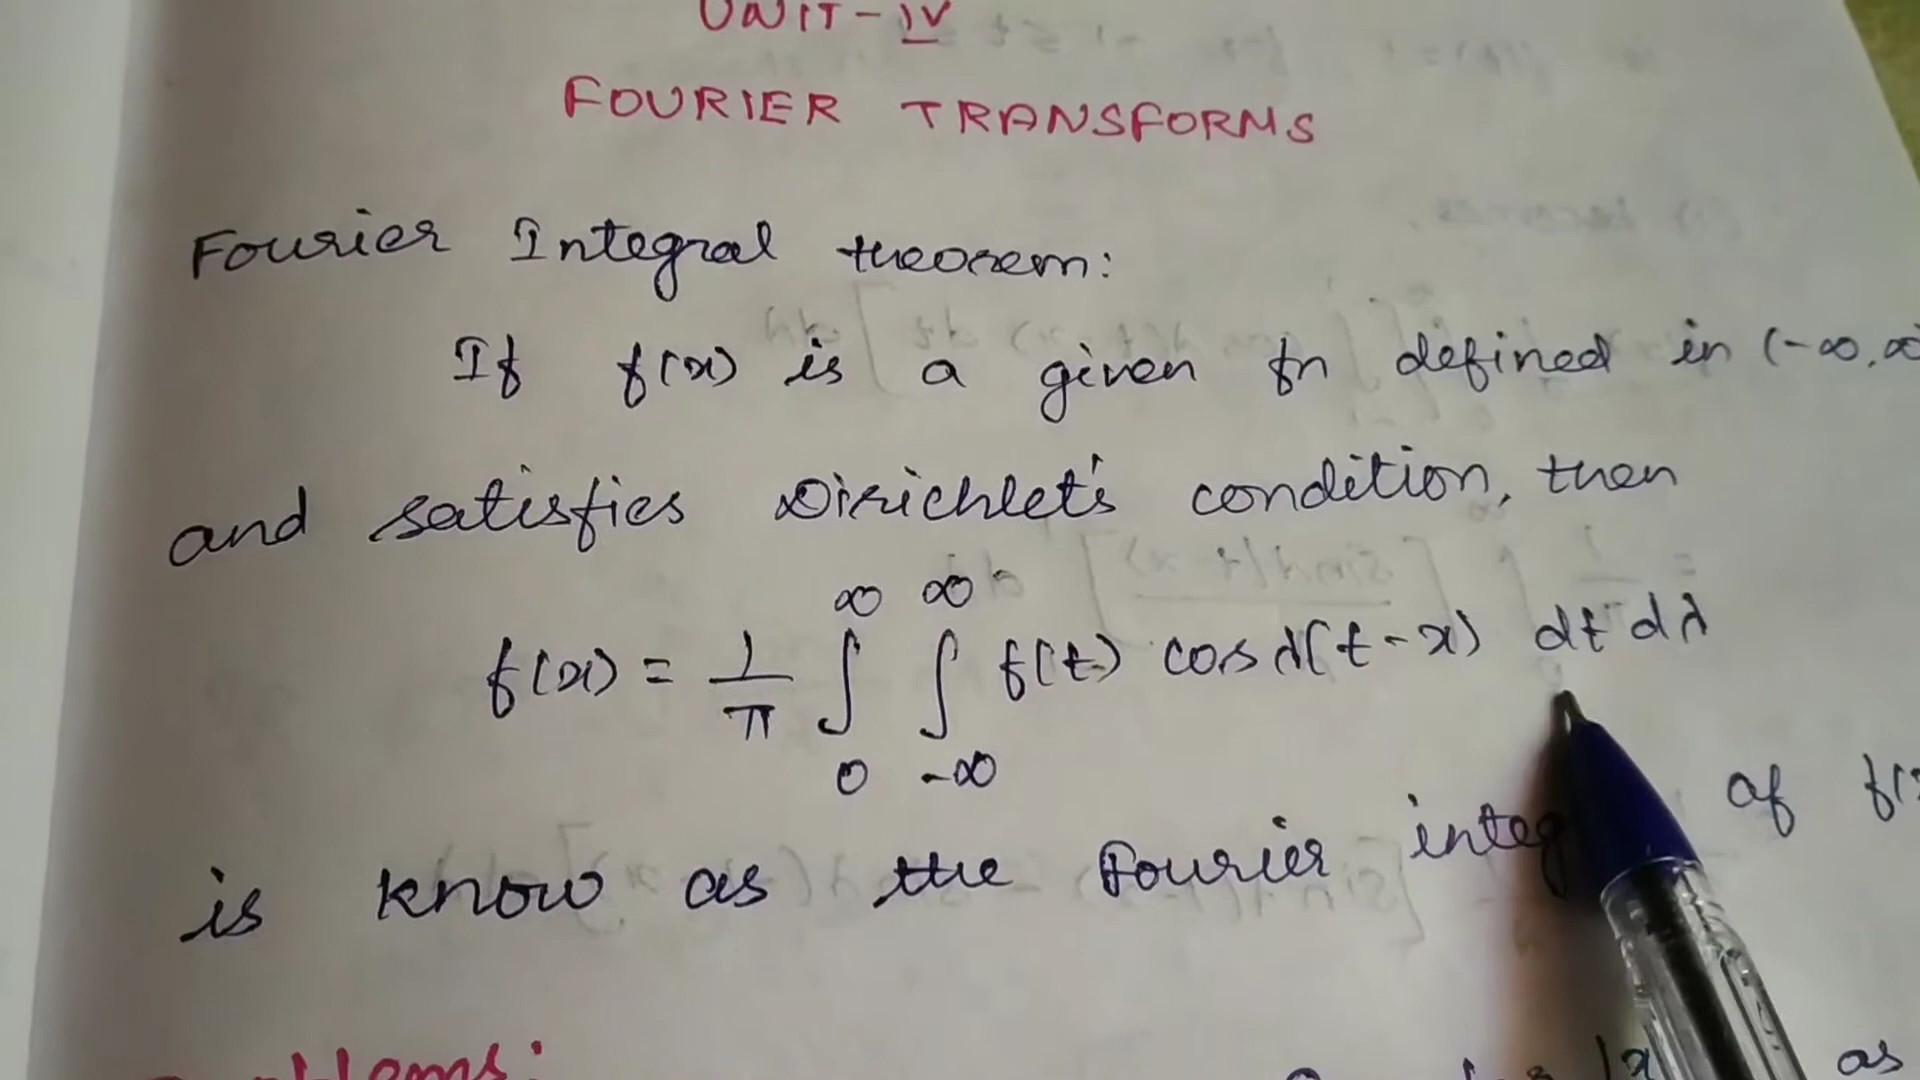 UNIT-IV
FOURIER TRANSFORMS
Fourier Integral theorem:
If f(x) is a given fn defined in (-∞,∞
and satisfies Dirichlet's condition, then
f(x) = 1/π ∫₀^∞ ∫₋∞^∞ f(t) cos λ(t-x) dt dλ
is know as the Fourier integ of f(
as